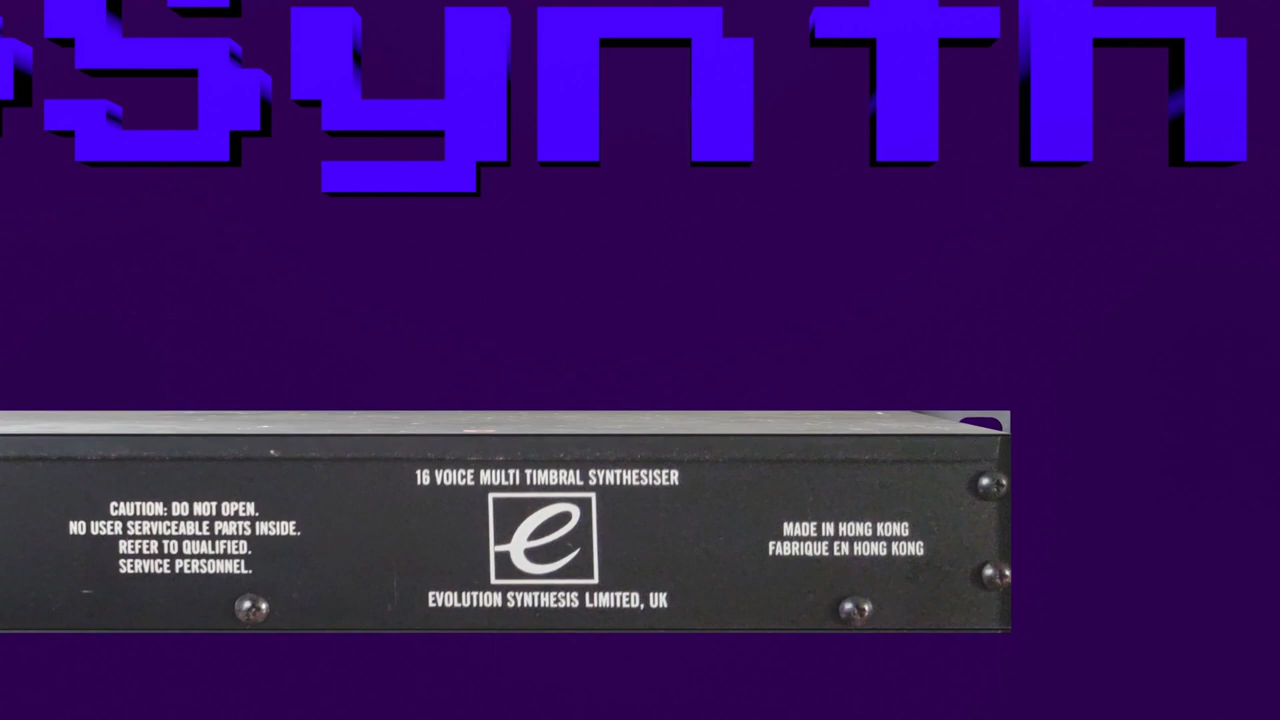 Synth
16 VOICE MULTI TIMBRAL SYNTHESISER
e
EVOLUTION SYNTHESIS LIMITED, UK
CAUTION: DO NOT OPEN.
NO USER SERVICEABLE PARTS INSIDE.
REFER TO QUALIFIED.
SERVICE PERSONNEL.
MADE IN HONG KONG
FABRIQUE EN HONG KONG